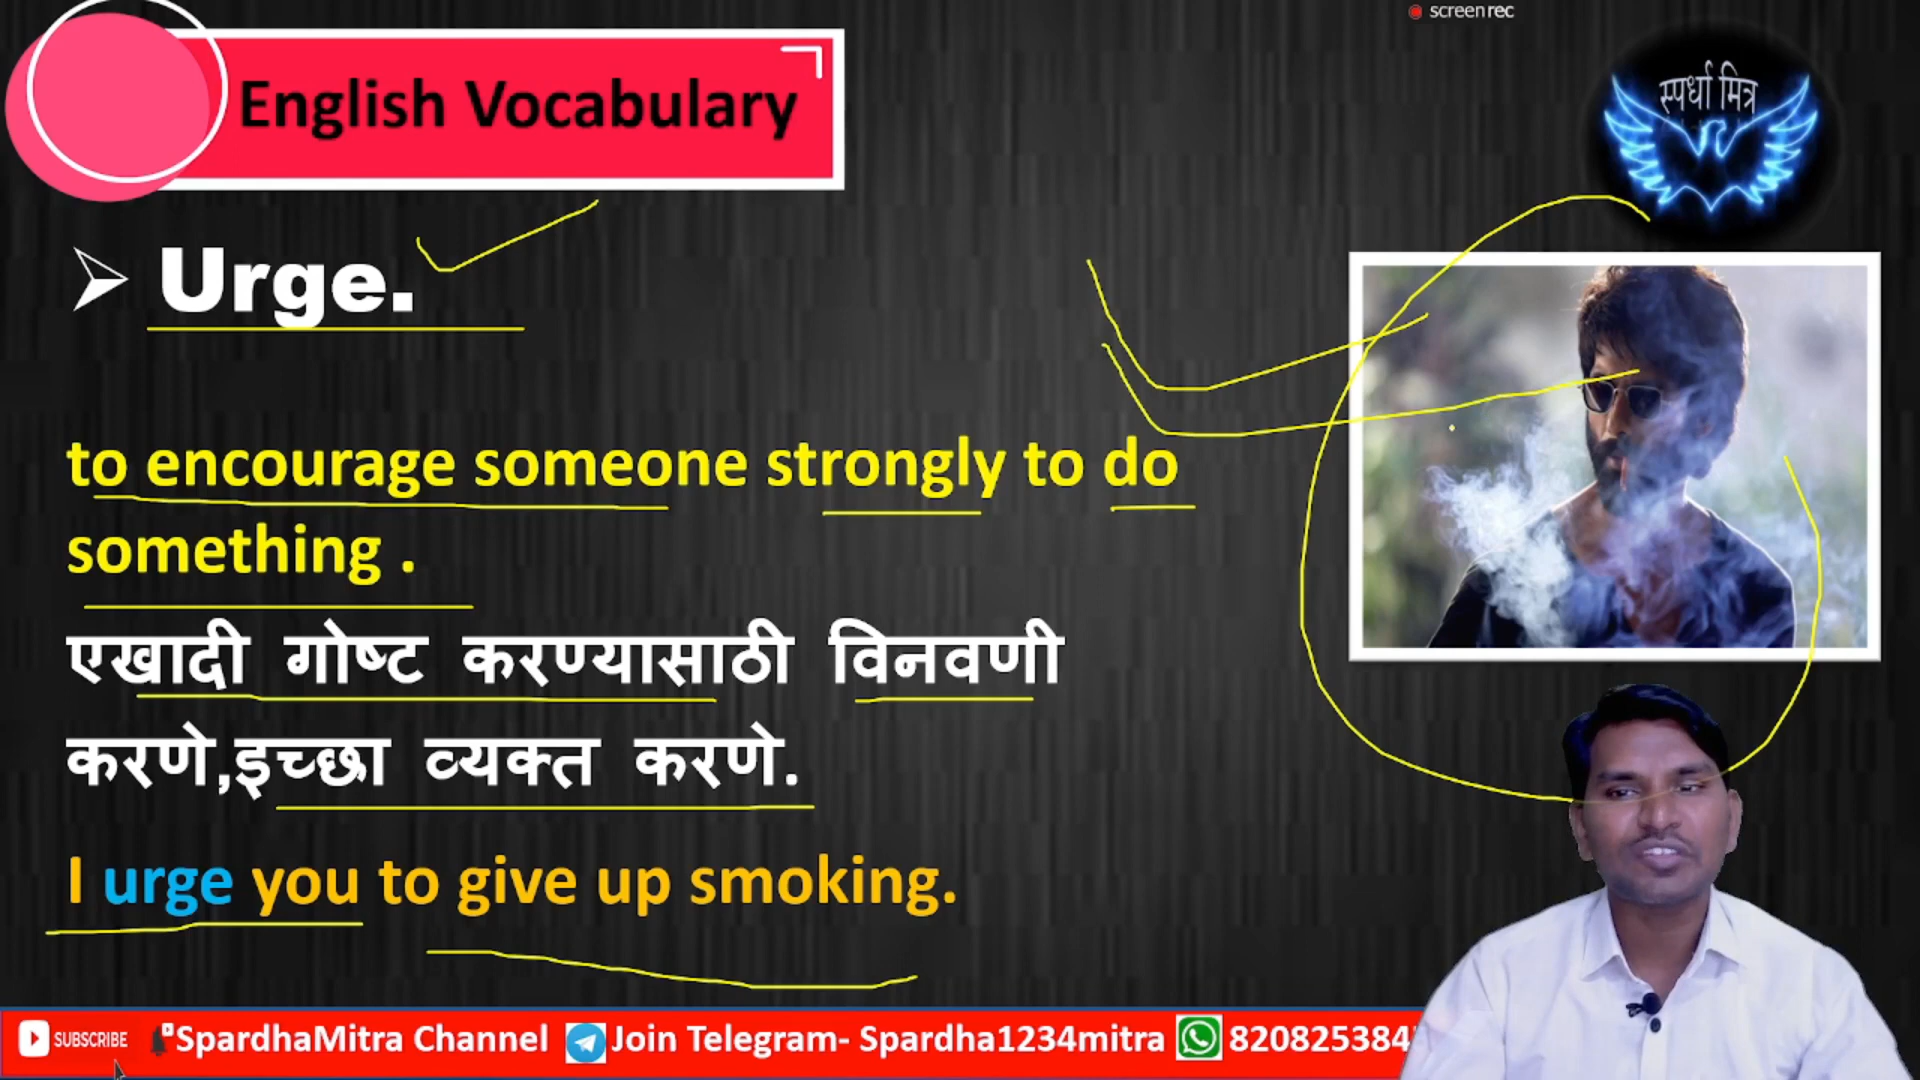 screenrec
स्पर्धा मित्र
English Vocabulary
Urge.
to encourage someone strongly to do
something .
एखादी गोष्ट करण्यासाठी विनवणी
करणे,इच्छा व्यक्त करणे.
I urge you to give up smoking.
SUBSCRIBE SpardhaMitra Channel Join Telegram- Spardha1234mitra 820825384